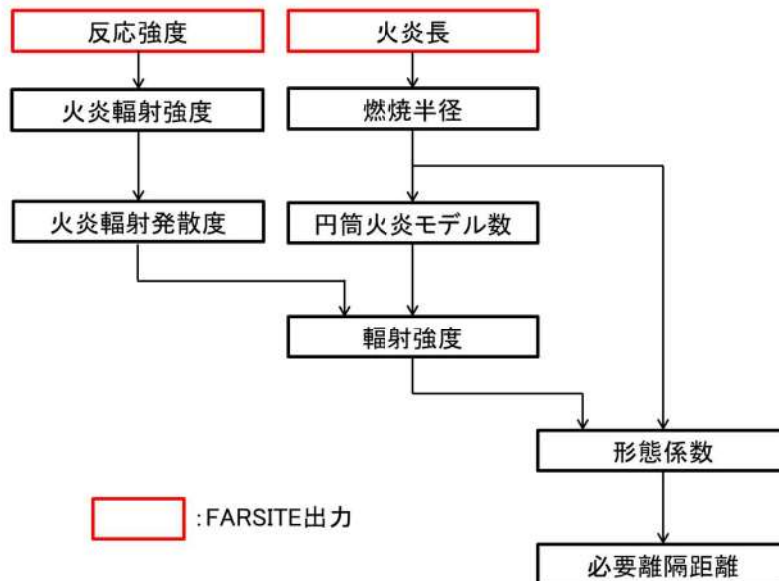 反応強度
火炎長
火炎輻射強度
燃焼半径
火炎輻射発散度
円筒火炎モデル数
輻射強度
形態係数
:FARSITE出力
必要離隔距離